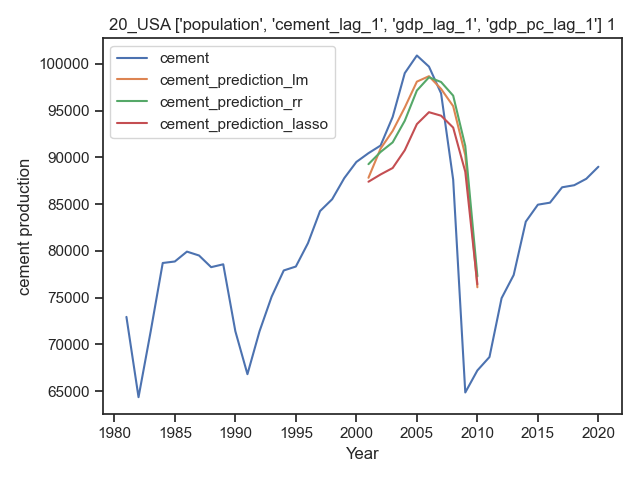 20_USA ['population', 'cement_lag_1', 'gdp_lag_1', 'gdp_pc_lag_1'] 1
cement
cement_prediction_lm
cement_prediction_rr
cement_prediction_lasso
cement production
100000
95000
90000
85000
80000
75000
70000
65000
1980 1985 1990 1995 2000 2005 2010 2015 2020
Year